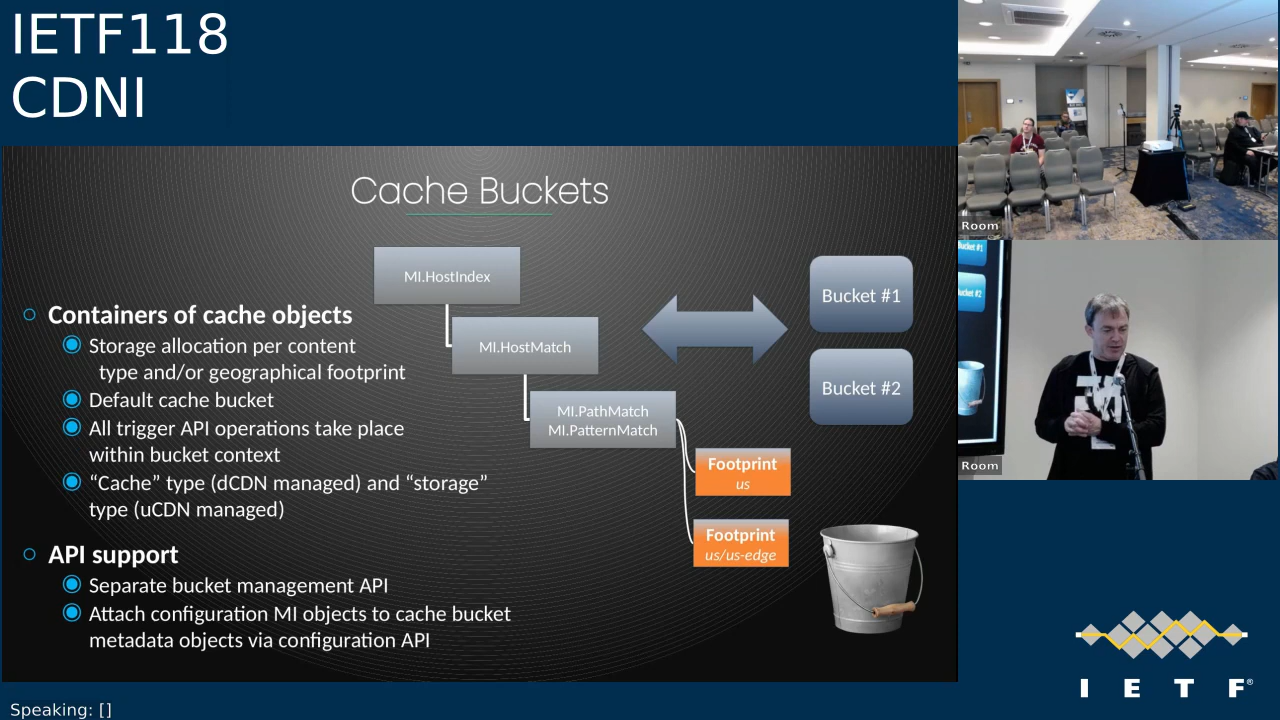 IETF118
CDNI
Cache Buckets
MI.HostIndex
MI.HostMatch
MI.PathMatch
MI.PatternMatch
Footprint
us
Footprint
us/us-edge
Bucket #1
Bucket #2
Containers of cache objects
Storage allocation per content
type and/or geographical footprint
Default cache bucket
All trigger API operations take place
within bucket context
“Cache” type (dCDN managed) and “storage”
type (uCDN managed)
API support
Separate bucket management API
Attach configuration MI objects to cache bucket
metadata objects via configuration API
Room
Bucket #1
Bucket #2
Room
I E T F®
Speaking: []